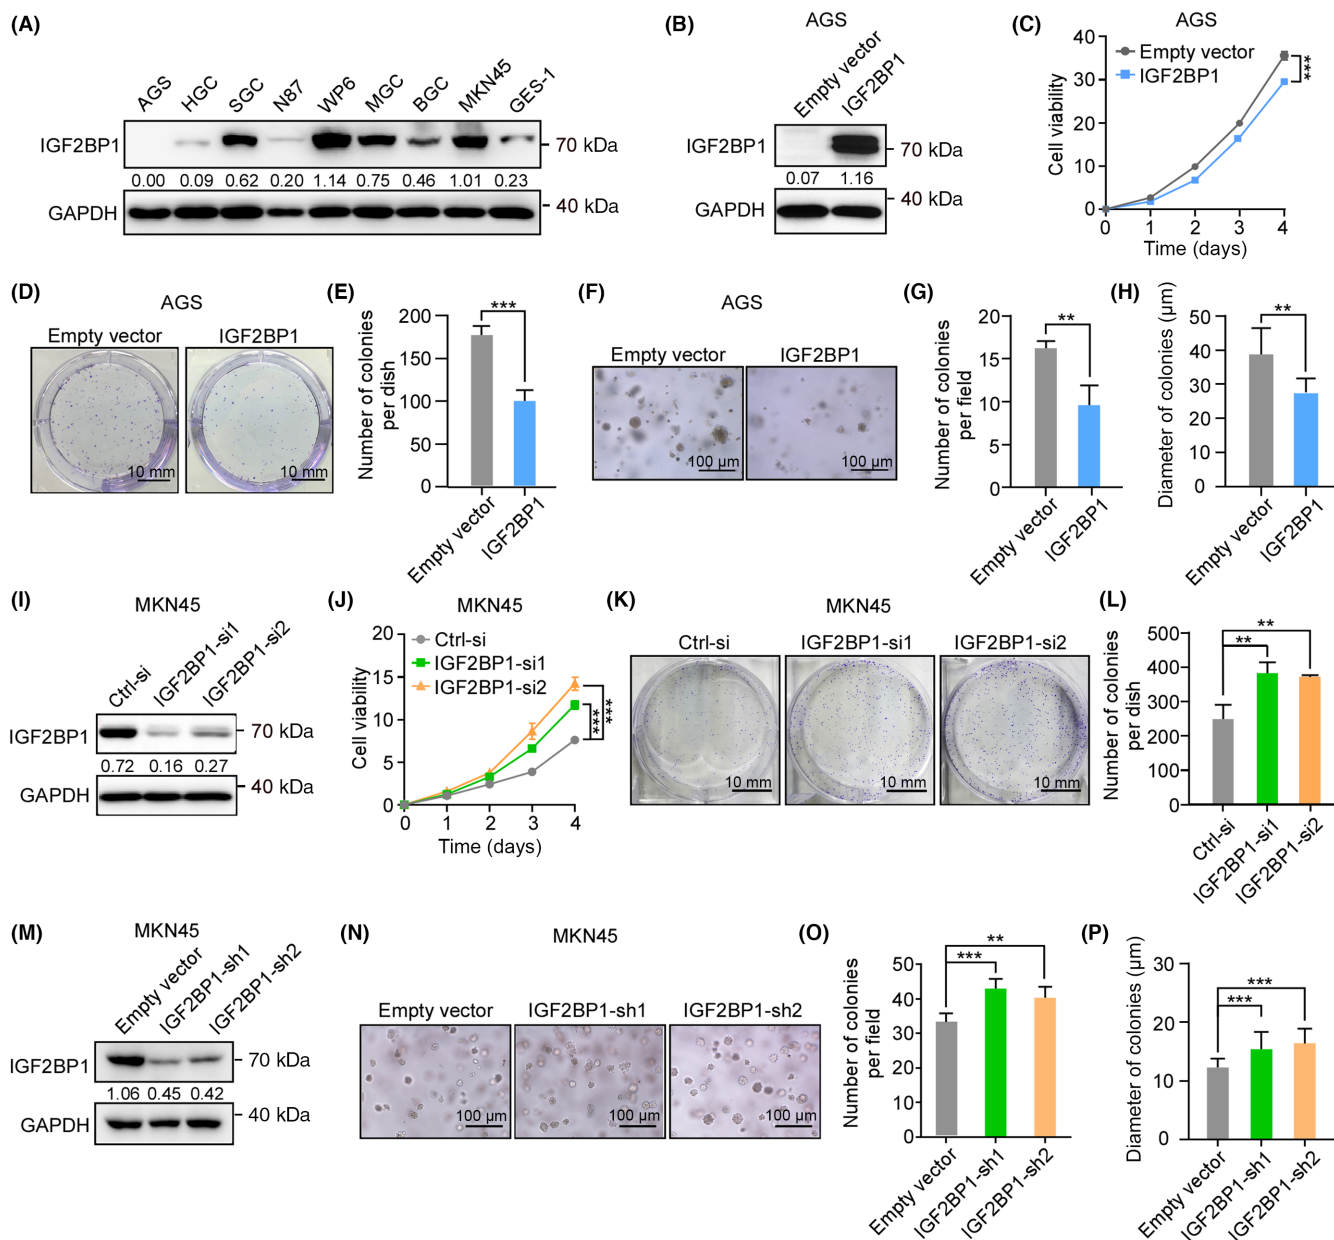 (A)
AGS HGC SGC N87 WP6 MGC BGC MKN45 GES-1
IGF2BP1
70 kDa
0.00 0.09 0.62 0.20 1.14 0.75 0.46 1.01 0.23
GAPDH
40 kDa
(B)
AGS
Empty vector IGF2BP1
IGF2BP1
70 kDa
0.07 1.16
GAPDH
40 kDa
(C)
AGS
Empty vector
IGF2BP1
Cell viability
40
30
20
10
0
0 1 2 3 4
Time (days)
***
(D)
AGS
Empty vector IGF2BP1
10 mm 10 mm
(E)
Number of colonies
per dish
200
150
100
50
0
***
Empty vector IGF2BP1
(F)
AGS
Empty vector IGF2BP1
100 µm 100 µm
(G)
Number of colonies
per field
20
15
10
5
0
**
Empty vector IGF2BP1
(H)
Diameter of colonies (µm)
50
40
30
20
10
0
**
Empty vector IGF2BP1
(I)
MKN45
Ctrl-si IGF2BP1-si1 IGF2BP1-si2
IGF2BP1
70 kDa
0.72 0.16 0.27
GAPDH
40 kDa
(J)
MKN45
Ctrl-si
IGF2BP1-si1
IGF2BP1-si2
Cell viability
20
15
10
5
0
0 1 2 3 4
Time (days)
***
***
(K)
MKN45
Ctrl-si IGF2BP1-si1 IGF2BP1-si2
10 mm 10 mm 10 mm
(L)
Number of colonies
per dish
500
400
300
200
100
0
**
**
Ctrl-si IGF2BP1-si1 IGF2BP1-si2
(M)
MKN45
Empty vector IGF2BP1-sh1 IGF2BP1-sh2
IGF2BP1
70 kDa
1.06 0.45 0.42
GAPDH
40 kDa
(N)
MKN45
Empty vector IGF2BP1-sh1 IGF2BP1-sh2
100 µm 100 µm 100 µm
(O)
Number of colonies
per field
50
40
30
20
10
0
**
***
Empty vector IGF2BP1-sh1 IGF2BP1-sh2
(P)
Diameter of colonies (µm)
30
20
10
0
***
***
Empty vector IGF2BP1-sh1 IGF2BP1-sh2